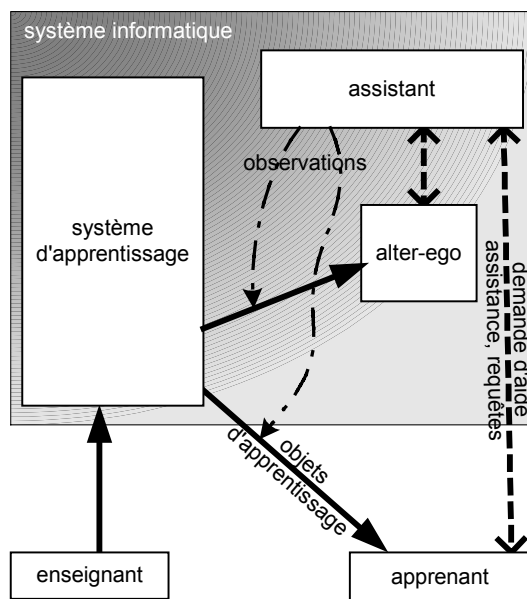 système informatique
assistant
observations
système
d'apprentissage
alter-ego
demande d'aide
assistance, requêtes
objets
d'apprentissage
enseignant
apprenant